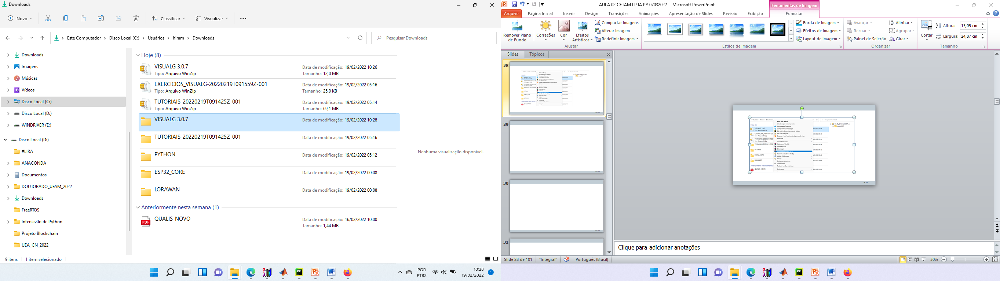 Downloads
Novo
Classificar
Visualizar
Este Computador > Disco Local (C:) > Usuários > hiram > Downloads
Pesquisar Downloads
Downloads
Imagens
Músicas
Vídeos
Disco Local (C:)
Disco Local (D:)
WINDRIVER (E:)
Disco Local (D:)
#LIRA
ANACONDA
Documentos
DOUTORADO_UFAM_2022
Downloads
FreeRTOS
Intensivão de Python
Projeto Blockchain
UEA_CN_2022
Hoje (8)
VISUALG 3.0.7
Tipo: Arquivo WinZip
Data de modificação: 19/02/2022 10:26
Tamanho: 12,0 MB
EXERCICIOS_VISUALG-20220219T091559Z-001
Tipo: Arquivo WinZip
Data de modificação: 19/02/2022 05:16
Tamanho: 25,0 KB
TUTORIAIS-20220219T091425Z-001
Tipo: Arquivo WinZip
Data de modificação: 19/02/2022 05:14
Tamanho: 69,1 MB
VISUALG 3.0.7
Data de modificação: 19/02/2022 10:28
TUTORIAIS-20220219T091425Z-001
Data de modificação: 19/02/2022 05:16
PYTHON
Data de modificação: 19/02/2022 05:12
ESP32_CORE
Data de modificação: 19/02/2022 00:08
LORAWAN
Data de modificação: 19/02/2022 00:08
Anteriormente nesta semana (1)
QUALIS-NOVO
Data de modificação: 16/02/2022 10:00
Tamanho: 1,44 MB
Nenhuma visualização disponível.
9 itens
1 item selecionado
POR
PTB2
10:28
19/02/2022
1
AULA 02 CETAM LP IA PY 07032022 - Microsoft PowerPoint
Ferramentas de Imagem
Arquivo
Página Inicial
Inserir
Design
Transições
Animações
Apresentação de Slides
Revisão
Exibição
Formatar
Remover Plano
de Fundo
Correções
Cor
Efeitos
Artísticos
Compactar Imagens
Alterar Imagem
Redefinir Imagem
Ajustar
Estilos de Imagem
Borda de Imagem
Efeitos de Imagem
Layout de Imagem
Avançar
Recuar
Painel de Seleção
Alinhar
Agrupar
Girar
Organizar
Cortar
Altura: 13,05 cm
Largura: 24,87 cm
Tamanho
Slides
Tópicos
28
29
30
31
Clique para adicionar anotações
Slide 28 de 101
"Integral"
Português (Brasil)
30%